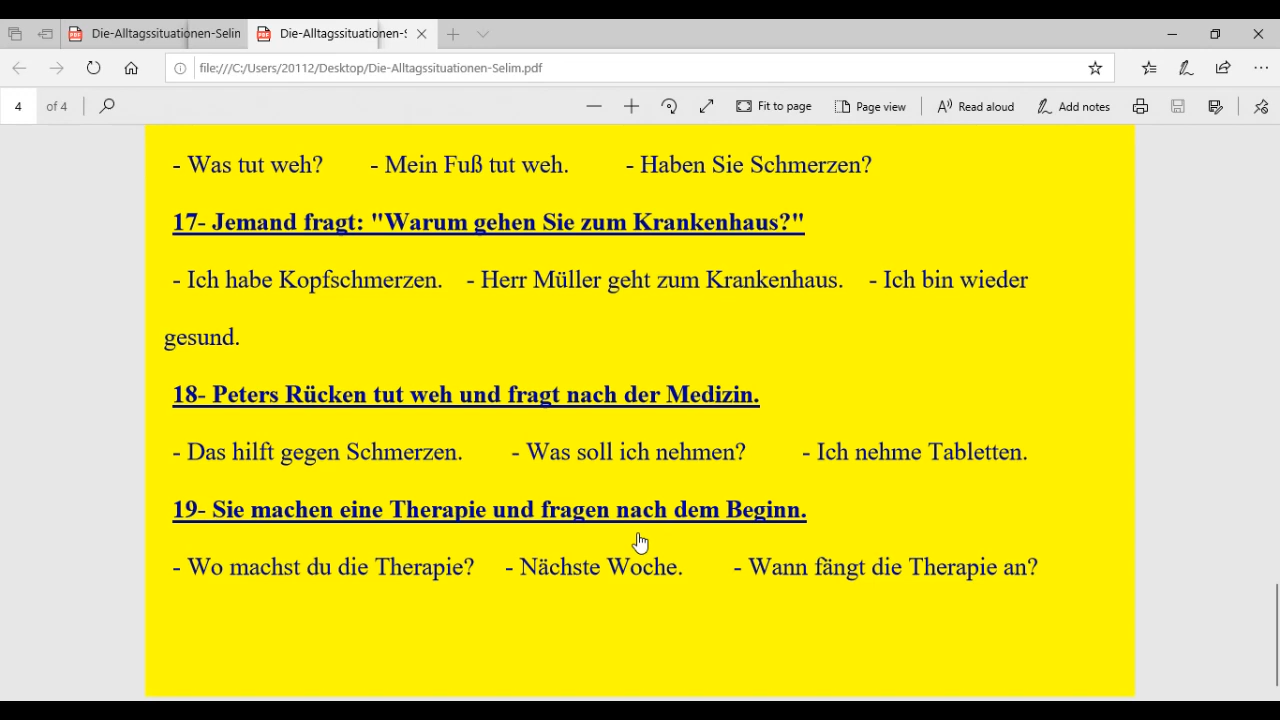 Die-Alltagssituationen-Selin Die-Alltagssituationen-S
file:///C:/Users/20112/Desktop/Die-Alltagssituationen-Selim.pdf
4 of 4 Fit to page Page view Read aloud Add notes
- Was tut weh? - Mein Fuß tut weh. - Haben Sie Schmerzen?
17- Jemand fragt: "Warum gehen Sie zum Krankenhaus?"
- Ich habe Kopfschmerzen. - Herr Müller geht zum Krankenhaus. - Ich bin wieder
gesund.
18- Peters Rücken tut weh und fragt nach der Medizin.
- Das hilft gegen Schmerzen. - Was soll ich nehmen? - Ich nehme Tabletten.
19- Sie machen eine Therapie und fragen nach dem Beginn.
- Wo machst du die Therapie? - Nächste Woche. - Wann fängt die Therapie an?